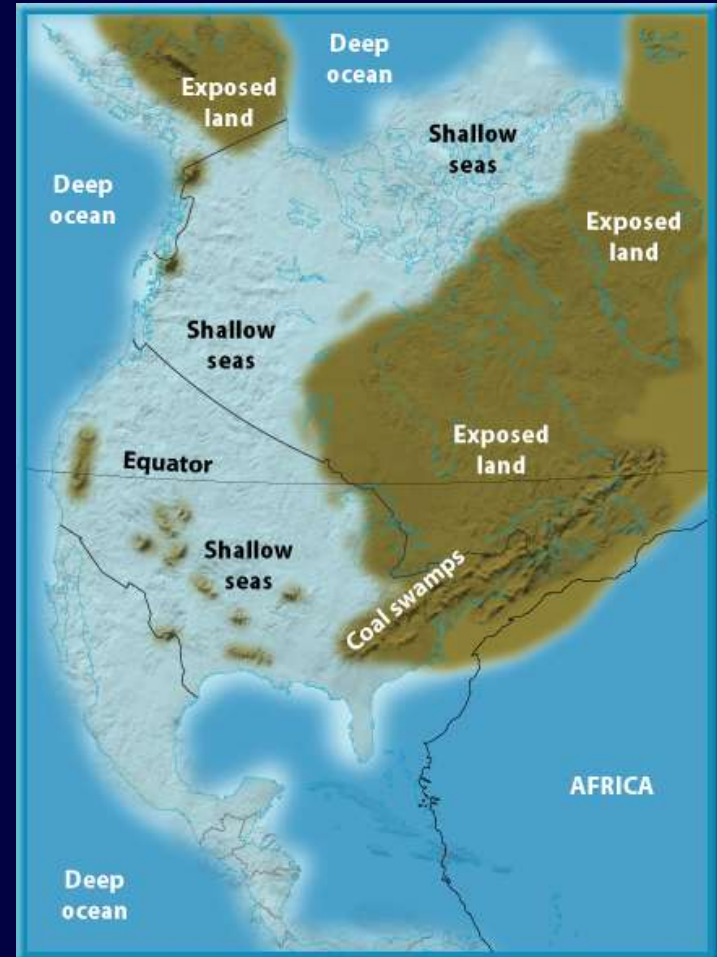 Deep
ocean
Exposed
land
Shallow
seas
Deep
ocean
Exposed
land
Shallow
seas
Exposed
land
Equator
Shallow
seas
Coal swamps
AFRICA
Deep
ocean